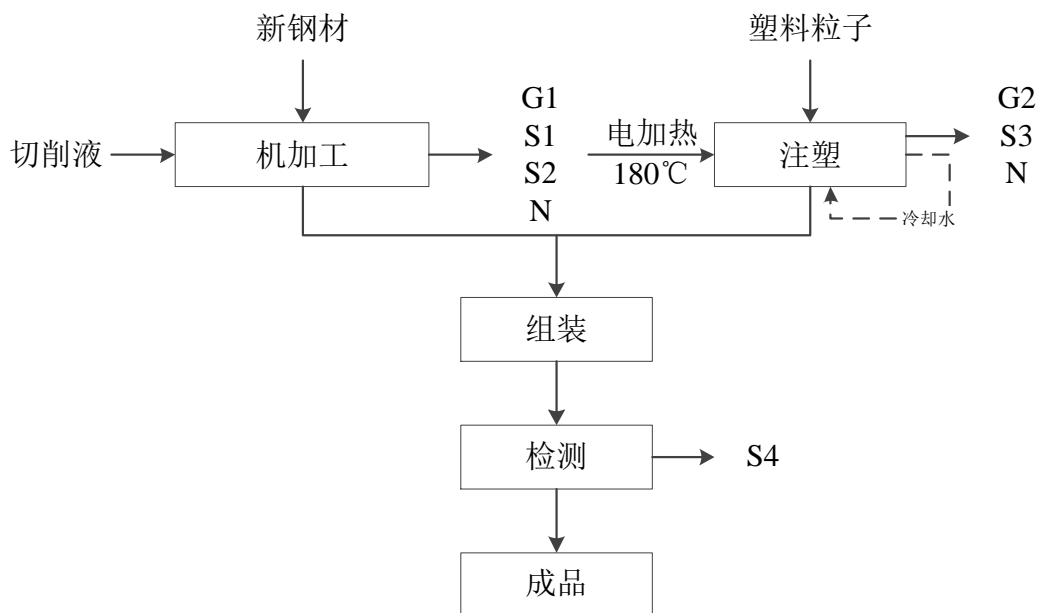 新钢材
塑料粒子
切削液
机加工
G1
S1
S2
N
电加热
180℃
注塑
G2
S3
N
冷却水
组装
检测
S4
成品